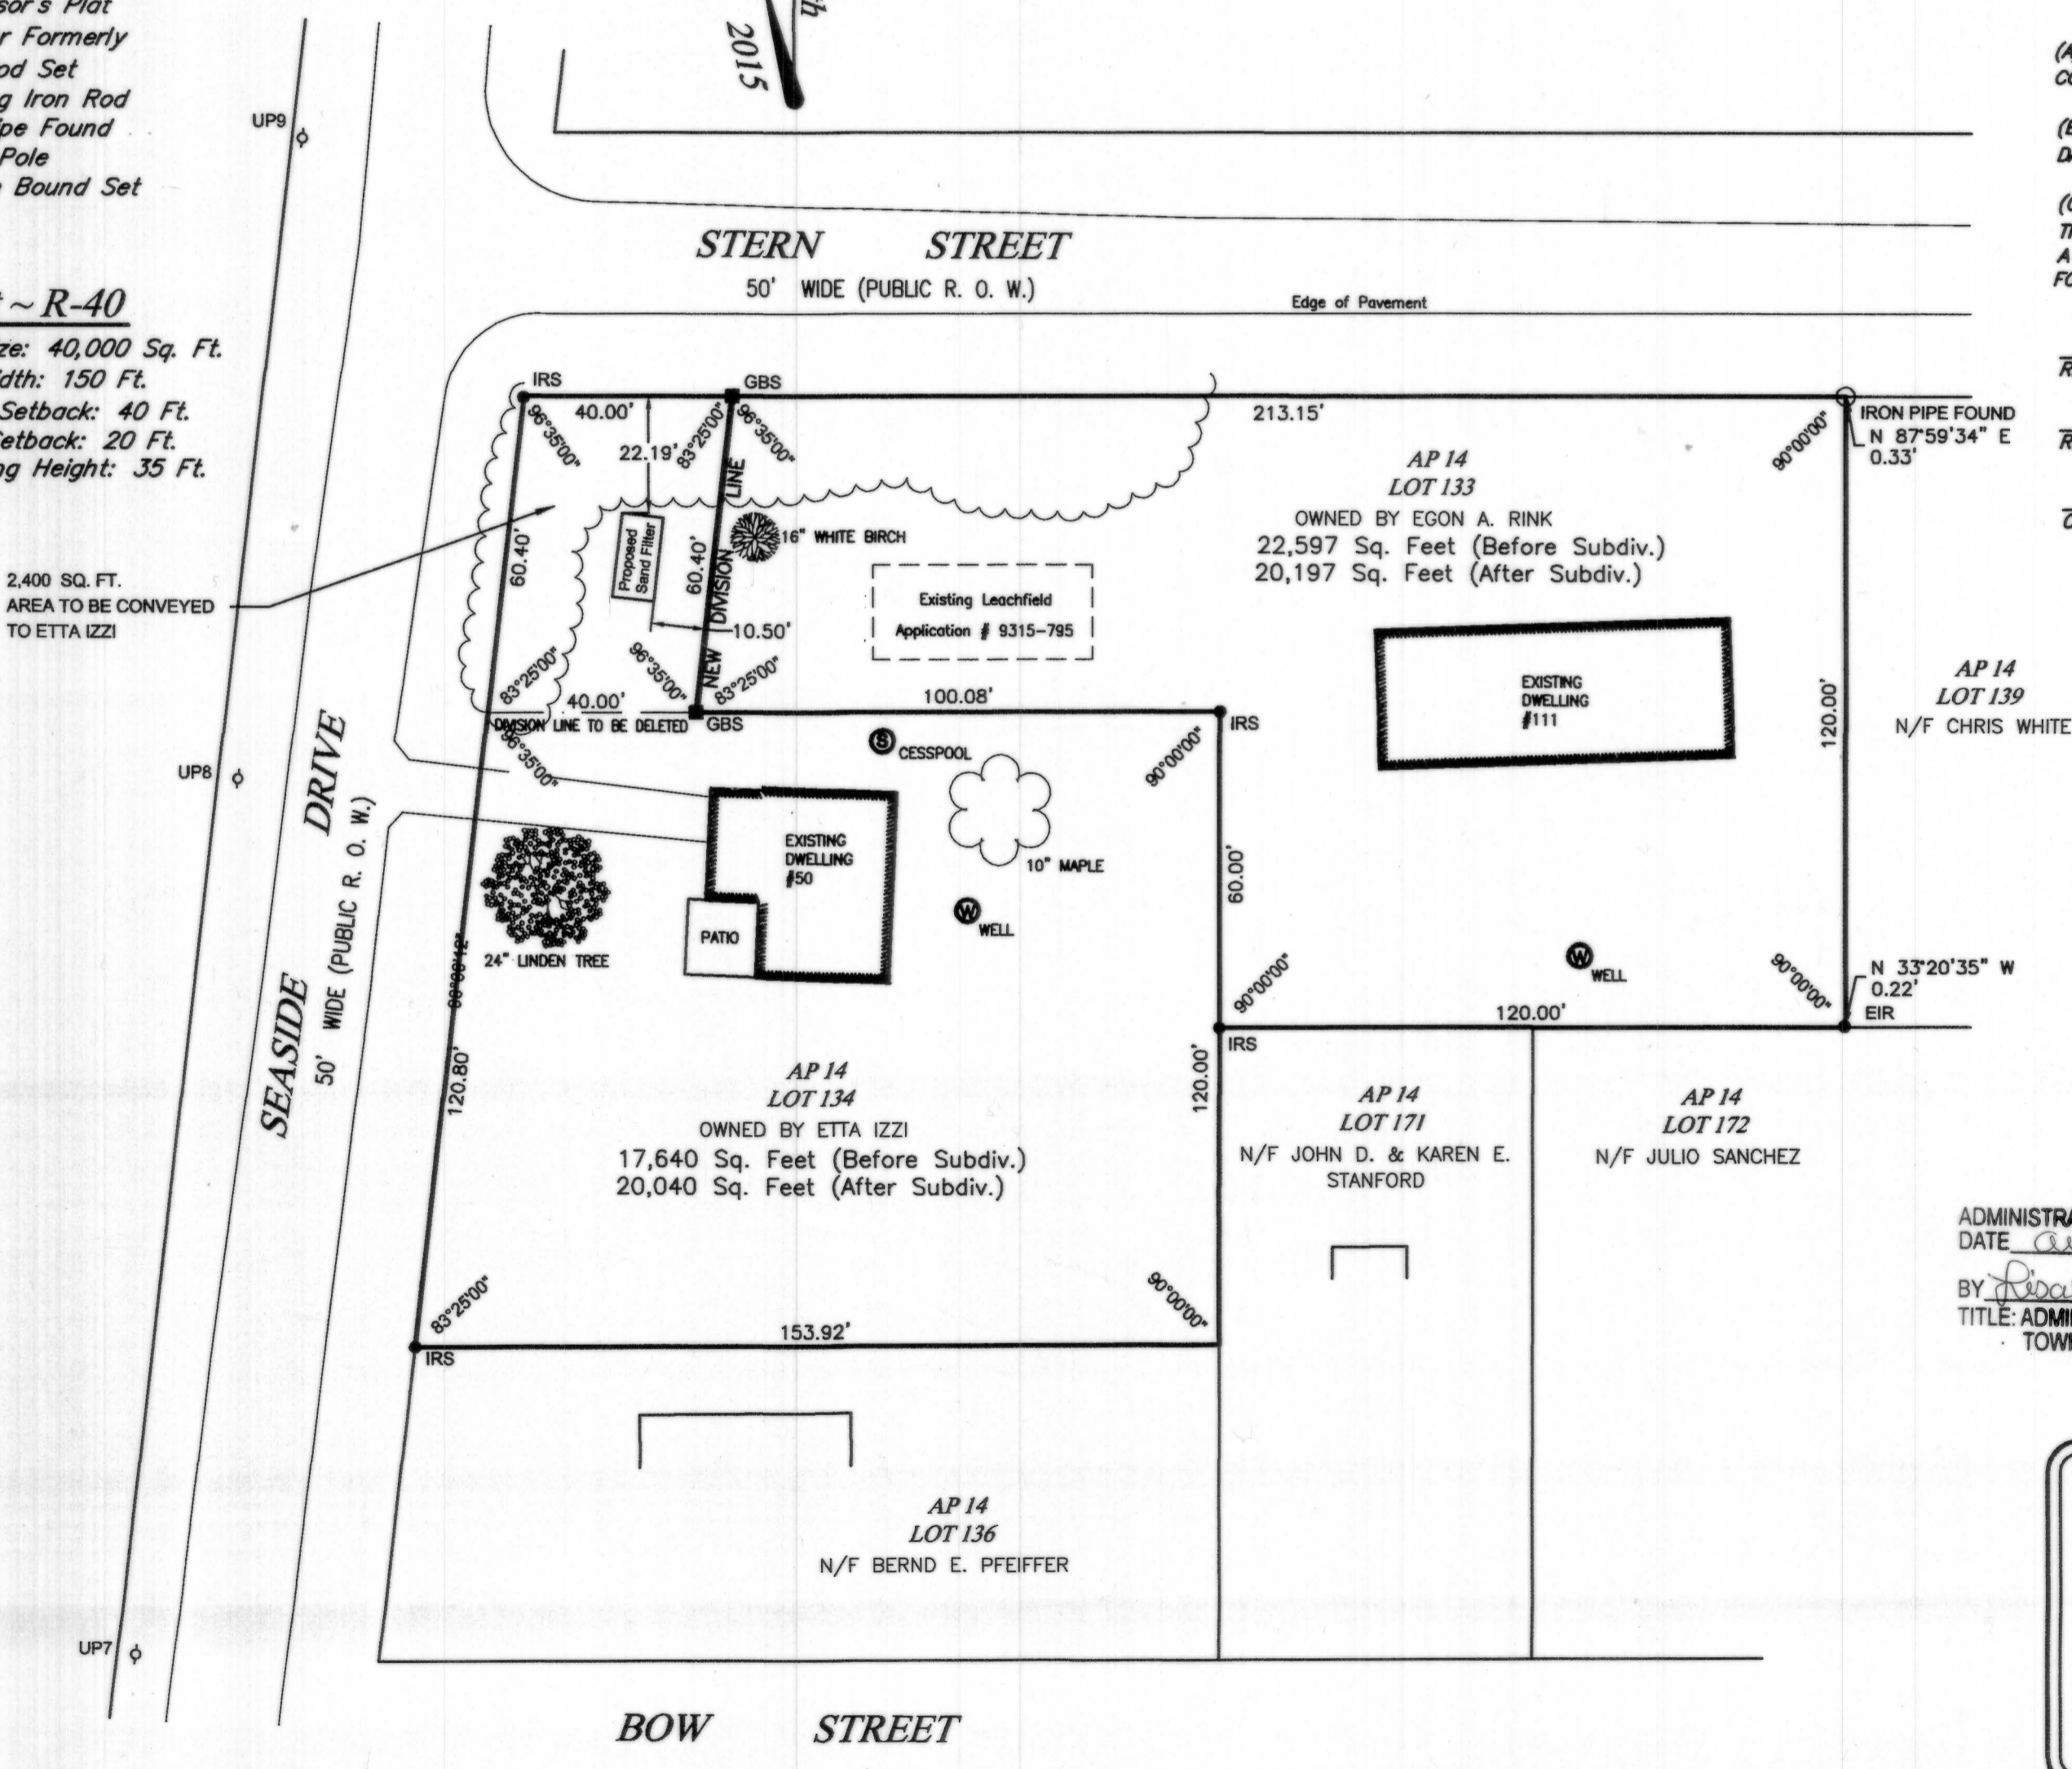 sor's Plat
r Formerly
od Set
g Iron Rod
ipe Found
Pole
Bound Set
~ R-40
ze: 40,000 Sq. Ft.
idth: 150 Ft.
Setback: 40 Ft.
Setback: 20 Ft.
ng Height: 35 Ft.
2015
UP9
STERN STREET
50' WIDE (PUBLIC R. O. W.)
Edge of Pavement
IRS
GBS
40.00'
213.15'
96°35'00"
83°25'00"
96°35'00"
90°00'00"
IRON PIPE FOUND
N 87°59'34" E
0.33'
22.19'
LINE
DIVISION
NEW
60.40'
60.40'
Proposed
Sand Filter
10.50'
16" WHITE BIRCH
Existing Leachfield
Application # 9315-795
AP 14
LOT 133
OWNED BY EGON A. RINK
22,597 Sq. Feet (Before Subdiv.)
20,197 Sq. Feet (After Subdiv.)
2,400 SQ. FT.
AREA TO BE CONVEYED
TO ETTA IZZI
83°25'00"
96°35'00"
83°25'00"
40.00'
DIVISION LINE TO BE DELETED
GBS
100.08'
IRS
96°35'00"
90°00'00"
EXISTING
DWELLING
#111
120.00'
AP 14
LOT 139
N/F CHRIS WHITE
UP8
S
CESSPOOL
SEASIDE DRIVE
50' WIDE (PUBLIC R. O. W.)
EXISTING
DWELLING
#50
PATIO
10" MAPLE
W
WELL
24" LINDEN TREE
60.00'
W
WELL
90°00'00"
90°00'00"
N 33°20'35" W
0.22'
EIR
120.00'
IRS
120.80'
120.00'
AP 14
LOT 134
OWNED BY ETTA IZZI
17,640 Sq. Feet (Before Subdiv.)
20,040 Sq. Feet (After Subdiv.)
AP 14
LOT 171
N/F JOHN D. & KAREN E.
STANFORD
AP 14
LOT 172
N/F JULIO SANCHEZ
ADMINISTRA
DATE
BY Lisa
TITLE: ADMI
TOW
83°25'00"
90°00'00"
153.92'
IRS
AP 14
LOT 136
N/F BERND E. PFEIFFER
UP7
BOW STREET